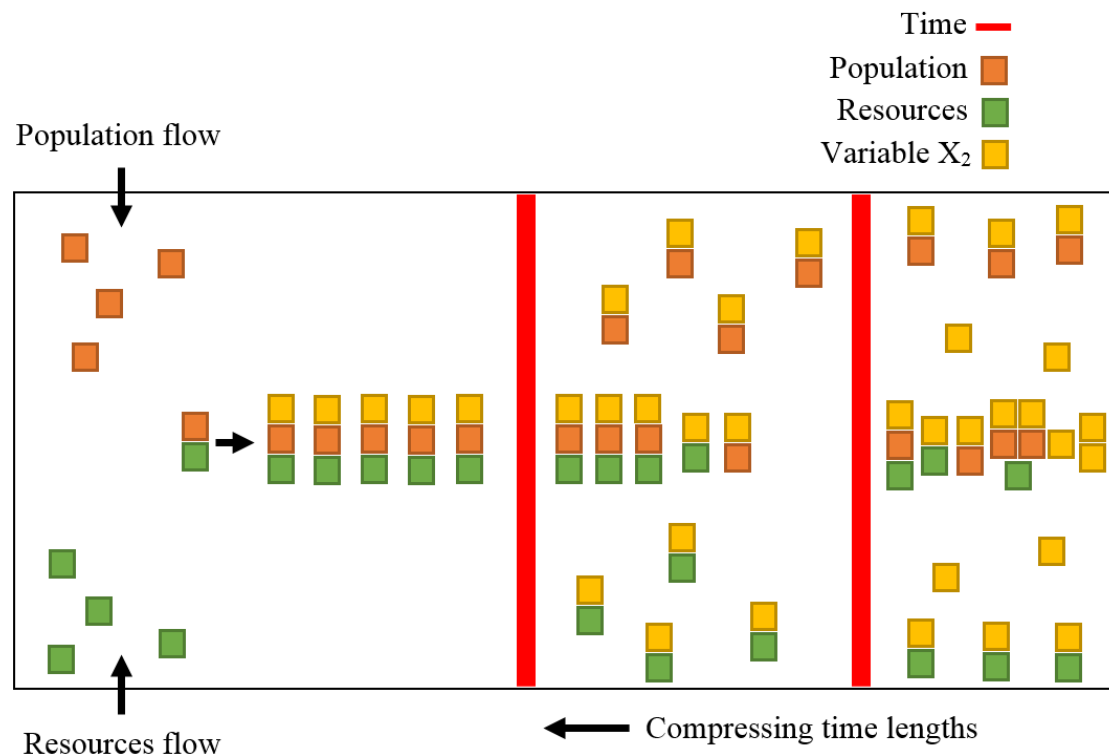 Time
Population
Resources
Variable X₂
Population flow
Compressing time lengths
Resources flow